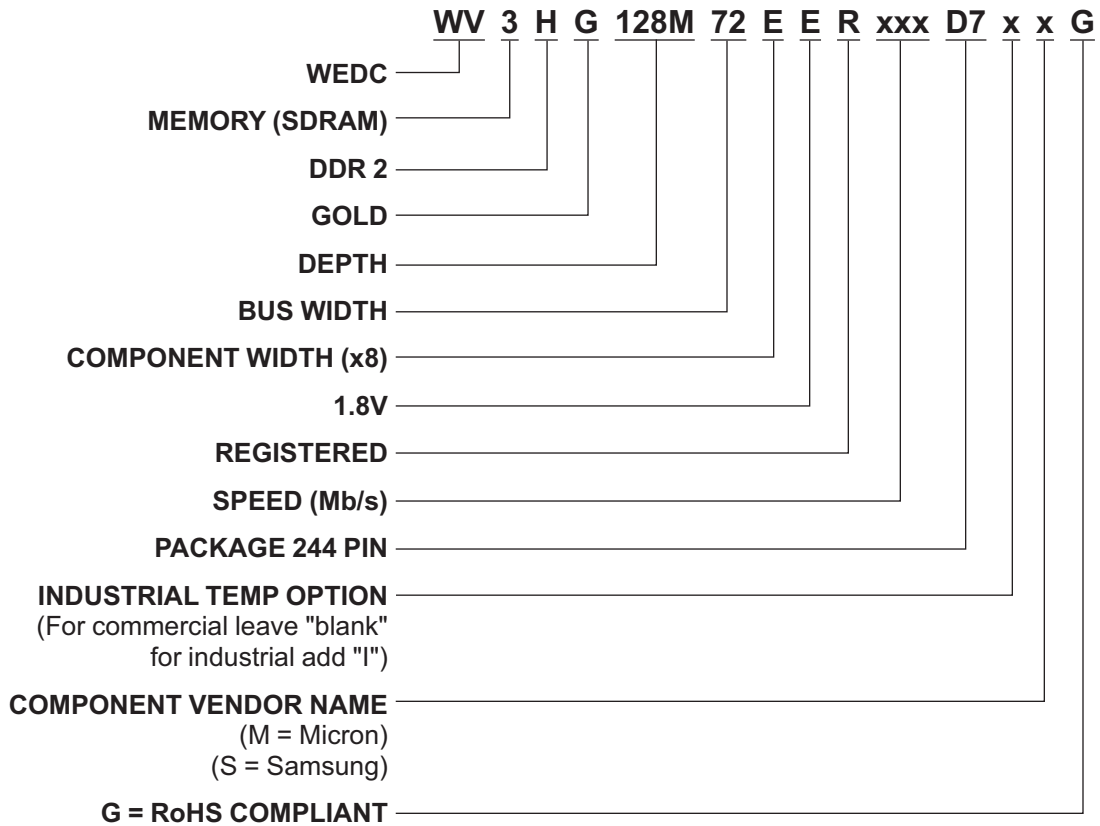 WV 3 H G 128M 72 E E R xxx D7 x x G
WEDC
MEMORY (SDRAM)
DDR 2
GOLD
DEPTH
BUS WIDTH
COMPONENT WIDTH (x8)
1.8V
REGISTERED
SPEED (Mb/s)
PACKAGE 244 PIN
INDUSTRIAL TEMP OPTION
(For commercial leave "blank"
for industrial add "I")
COMPONENT VENDOR NAME
(M = Micron)
(S = Samsung)
G = RoHS COMPLIANT